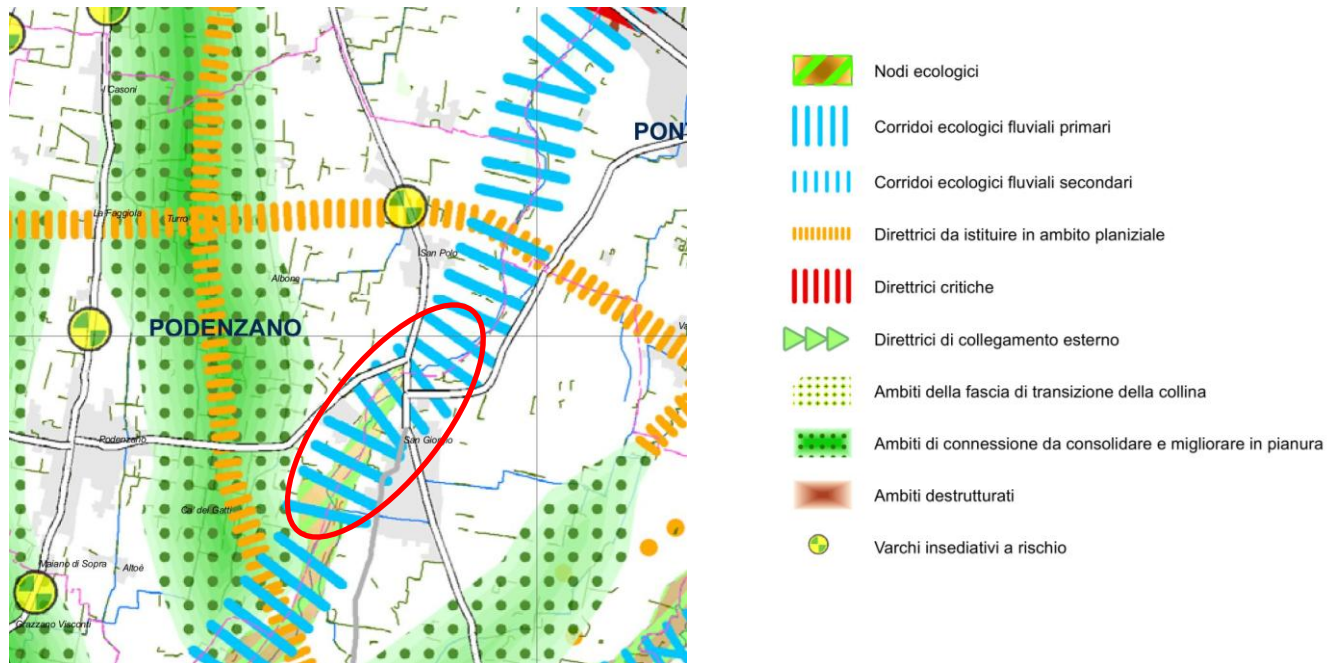 I Casoni
PON
La Faggiola
Turro
San Polo
Albone
PODENZANO
Va
Podenzano
San Giorgio
Ca' dei Gatti
Maiano di Sopra
Altoè
Grazzano Visconti
Nodi ecologici
Corridoi ecologici fluviali primari
Corridoi ecologici fluviali secondari
Direttrici da istituire in ambito planiziale
Direttrici critiche
Direttrici di collegamento esterno
Ambiti della fascia di transizione della collina
Ambiti di connessione da consolidare e migliorare in pianura
Ambiti destrutturati
Varchi insediativi a rischio